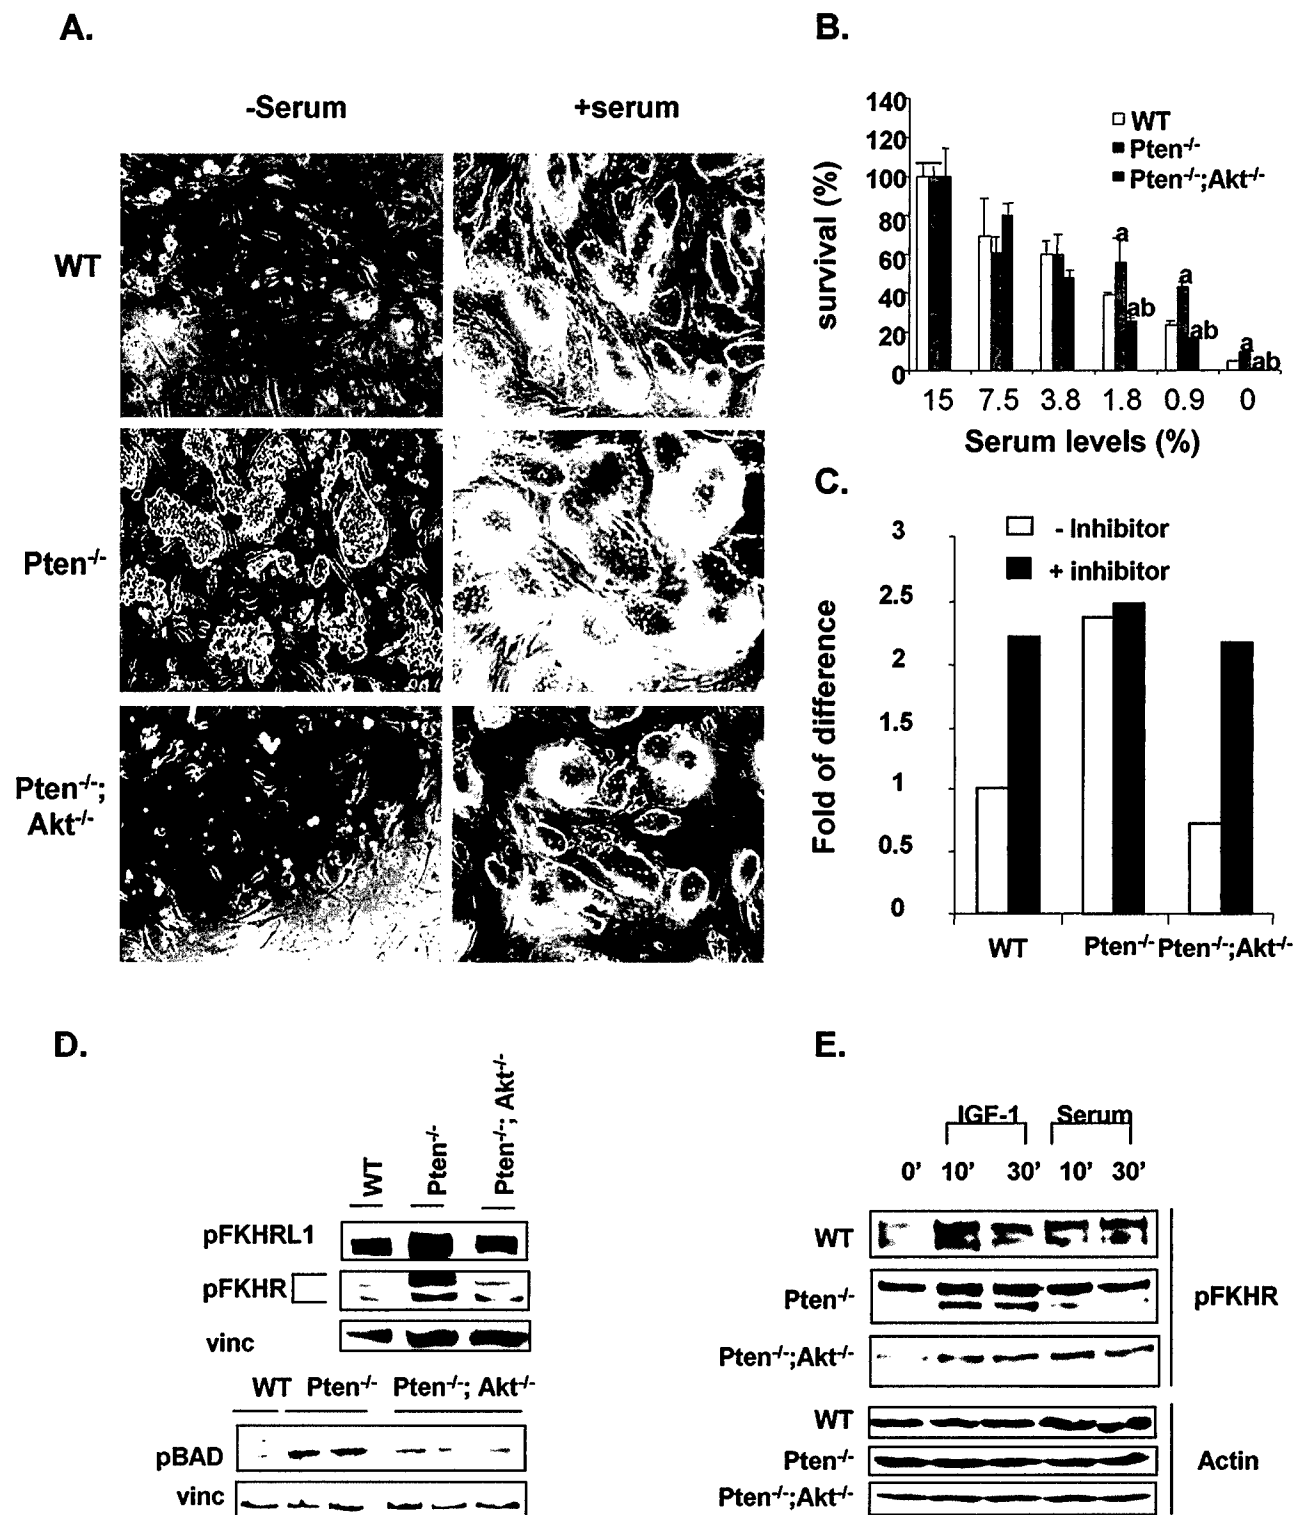 A.
-Serum +serum
WT
Pten-/-
Pten-/-;
Akt-/-
B.
survival (%)
140
120
100
80
60
40
20
0
WT
Pten-/-
Pten-/-;Akt-/-
a
ab
a
ab
a
ab
15 7.5 3.8 1.8 0.9 0
Serum levels (%)
C.
Fold of difference
3
2.5
2
1.5
1
0.5
0
- Inhibitor
+ inhibitor
WT Pten-/- Pten-/-;Akt-/-
D.
WT Pten-/- Pten-/-; Akt-/-
pFKHRL1
pFKHR
vinc
WT Pten-/- Pten-/-; Akt-/-
pBAD
vinc
E.
IGF-1 Serum
0' 10' 30' 10' 30'
WT
Pten-/-
Pten-/-;Akt-/-
pFKHR
WT
Pten-/-
Pten-/-;Akt-/-
Actin